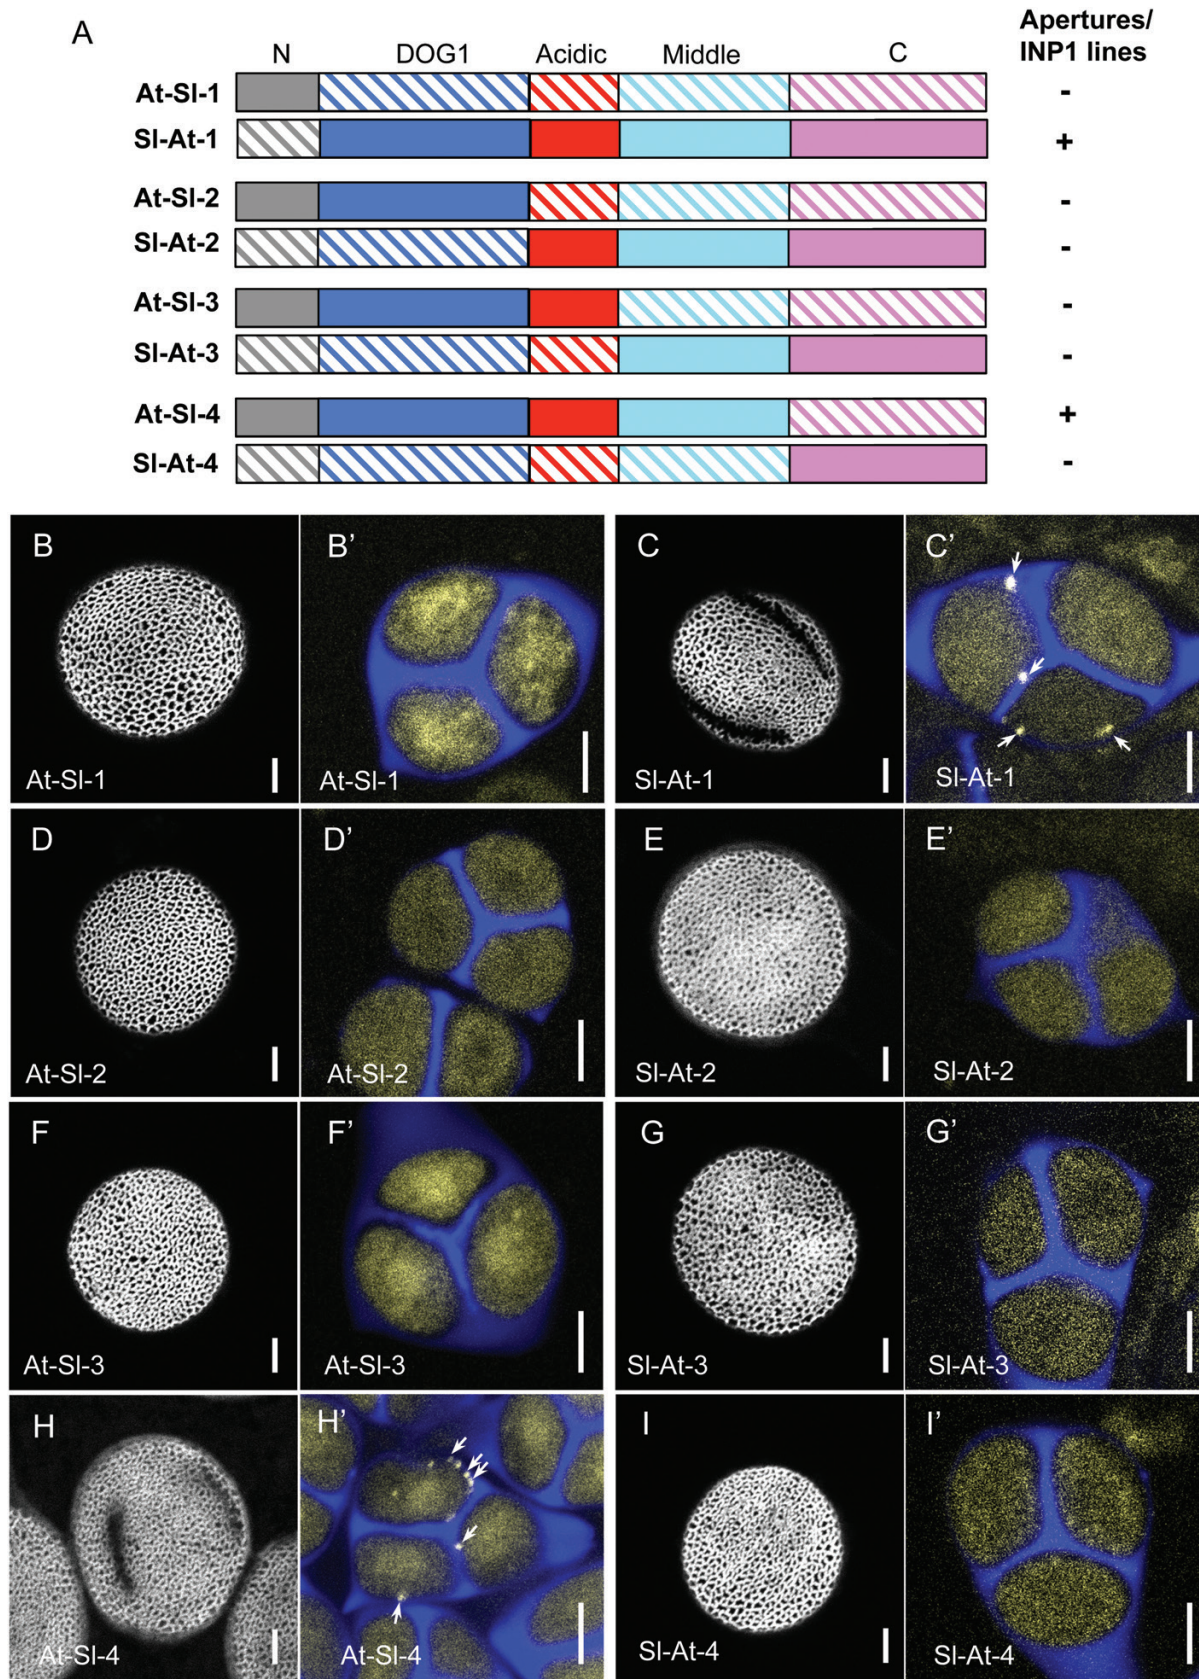 A
Apertures/
INP1 lines
N DOG1 Acidic Middle C
At-Sl-1 -
Sl-At-1 +
At-Sl-2 -
Sl-At-2 -
At-Sl-3 -
Sl-At-3 -
At-Sl-4 +
Sl-At-4 -
B B’ C C’
At-Sl-1 At-Sl-1 Sl-At-1 Sl-At-1
D D’ E E’
At-Sl-2 At-Sl-2 Sl-At-2 Sl-At-2
F F’ G G’
At-Sl-3 At-Sl-3 Sl-At-3 Sl-At-3
H H’ I I’
At-Sl-4 At-Sl-4 Sl-At-4 Sl-At-4